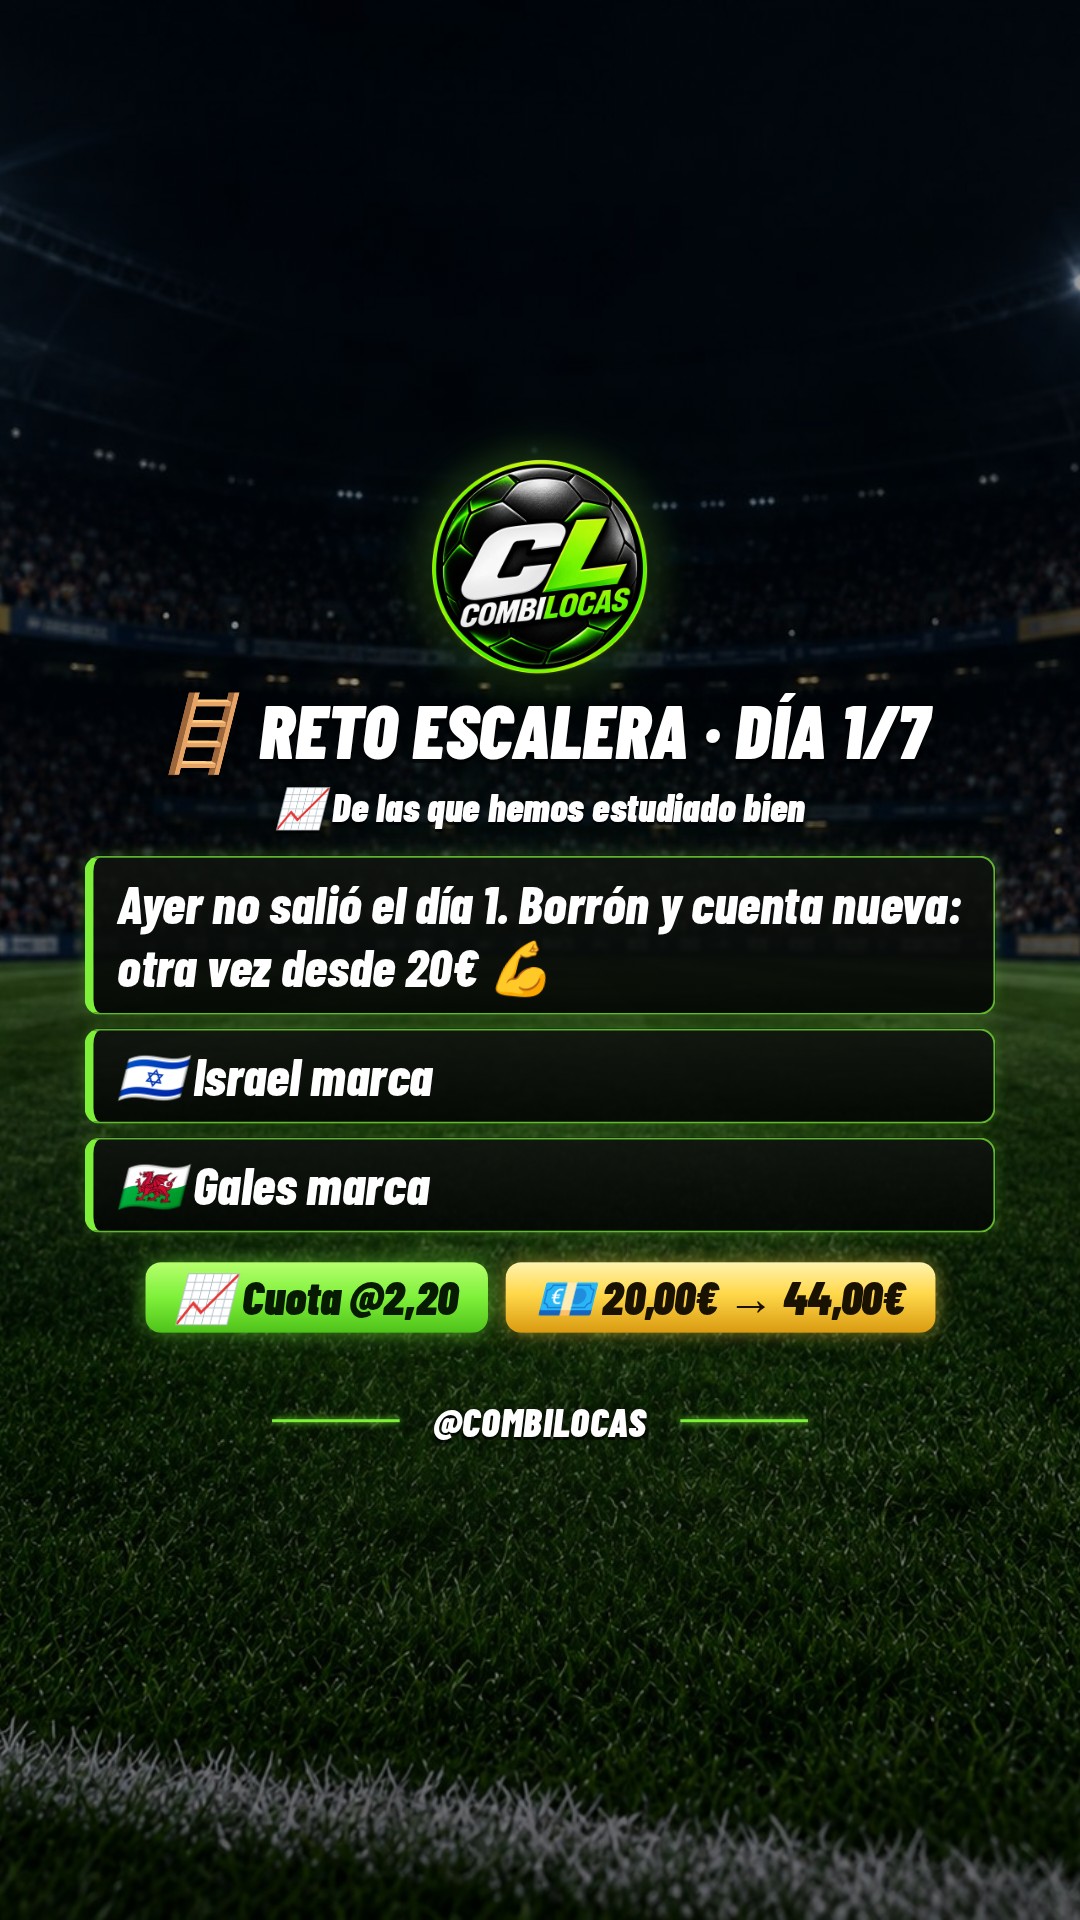 CL
COMBILOCAS
🪜 RETO ESCALERA · DÍA 1/7
📈 De las que hemos estudiado bien
Ayer no salió el día 1. Borrón y cuenta nueva:
otra vez desde 20€ 💪
🇮🇱 Israel marca
🏴󠁧󠁢󠁷󠁬󠁳󠁿 Gales marca
📈 Cuota @2,20
💶 20,00€ → 44,00€
@COMBILOCAS